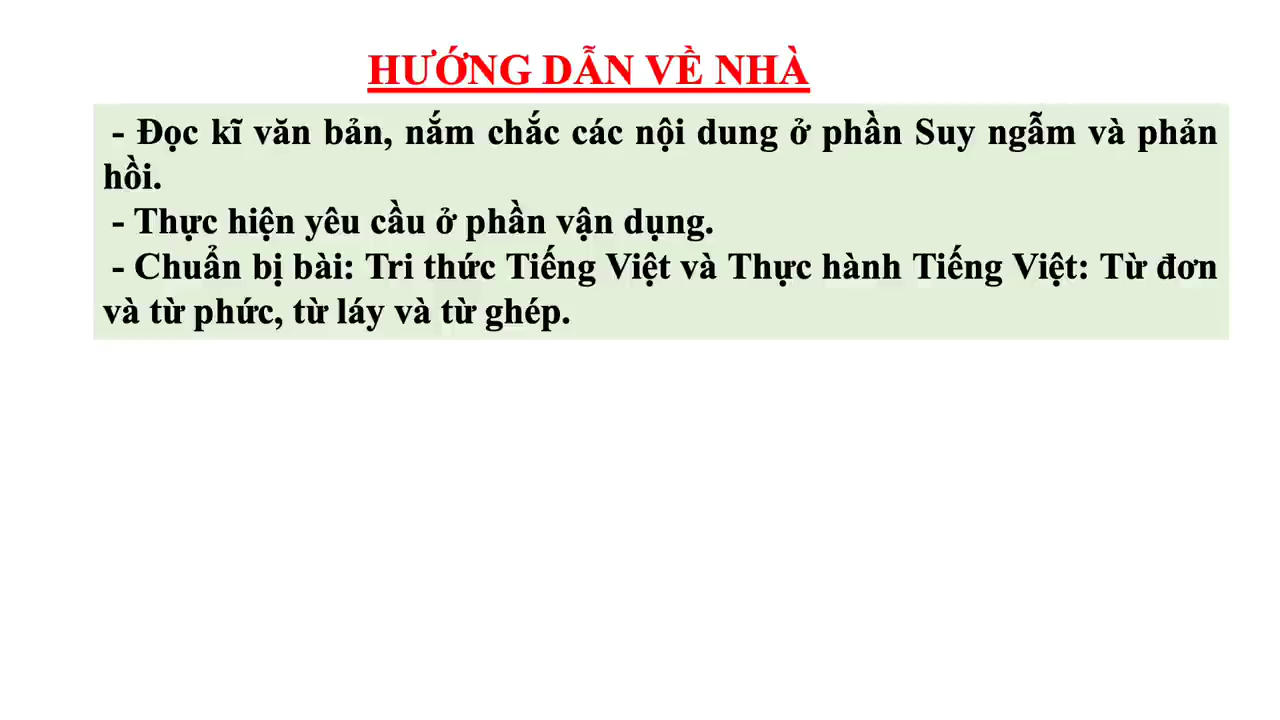 HƯỚNG DẪN VỀ NHÀ
- Đọc kĩ văn bản, nắm chắc các nội dung ở phần Suy ngẫm và phản
hồi.
- Thực hiện yêu cầu ở phần vận dụng.
- Chuẩn bị bài: Tri thức Tiếng Việt và Thực hành Tiếng Việt: Từ đơn
và từ phức, từ láy và từ ghép.